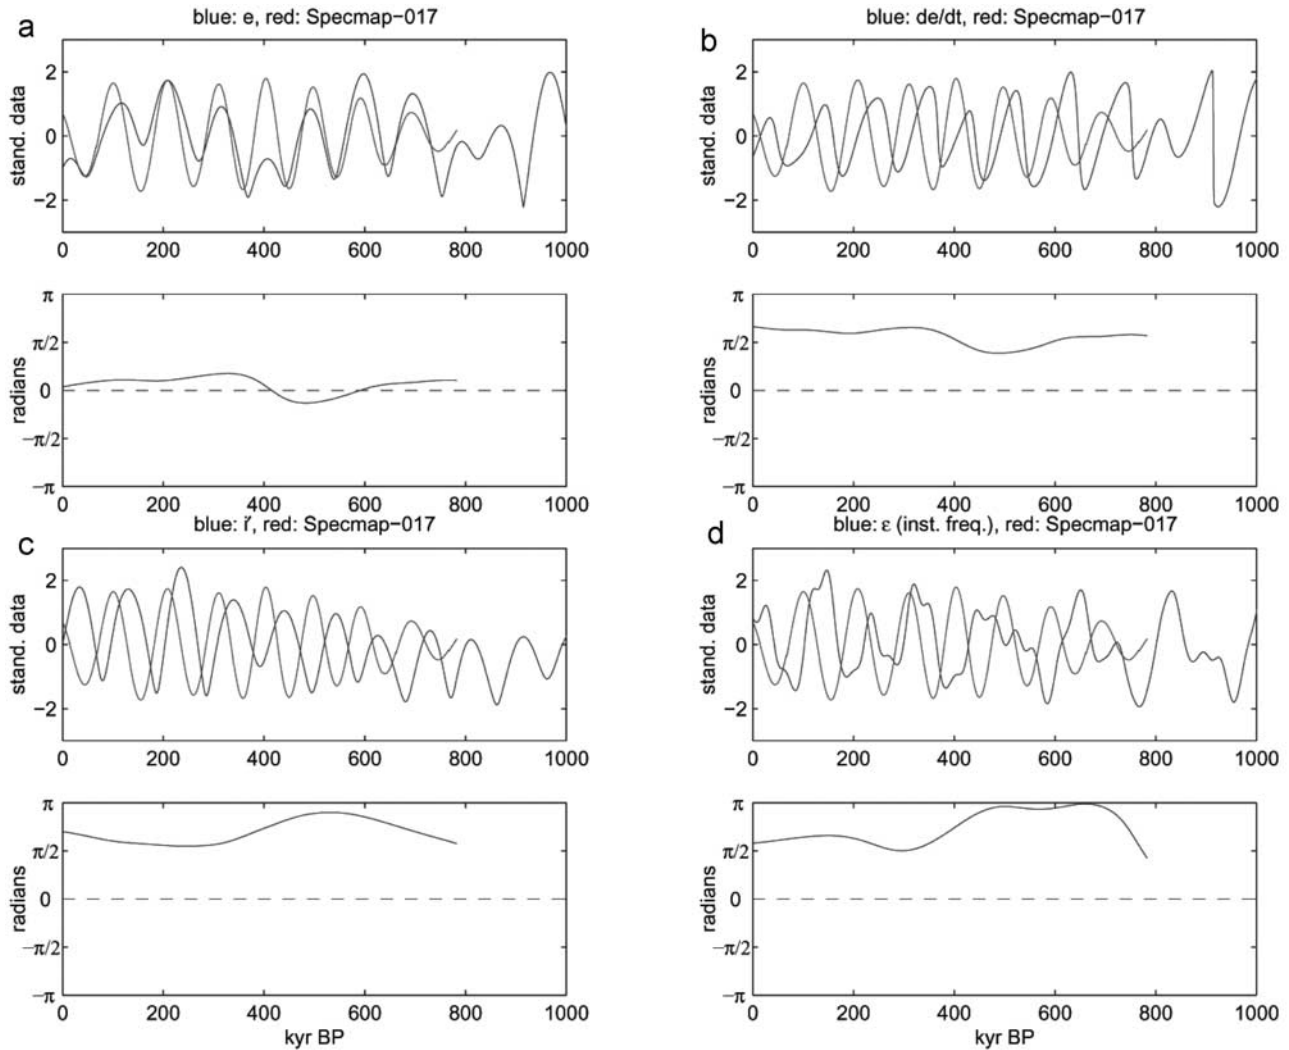 a
blue: e, red: Specmap−017
stand. data
2
0
−2
0 200 400 600 800 1000
radians
π
π/2
0
−π/2
−π
0 200 400 600 800 1000
b
blue: de/dt, red: Specmap−017
stand. data
2
0
−2
0 200 400 600 800 1000
radians
π
π/2
0
−π/2
−π
0 200 400 600 800 1000
c
blue: i', red: Specmap−017
stand. data
2
0
−2
0 200 400 600 800 1000
radians
π
π/2
0
−π/2
−π
0 200 400 600 800 1000
kyr BP
d
blue: ε (inst. freq.), red: Specmap−017
stand. data
2
0
−2
0 200 400 600 800 1000
radians
π
π/2
0
−π/2
−π
0 200 400 600 800 1000
kyr BP